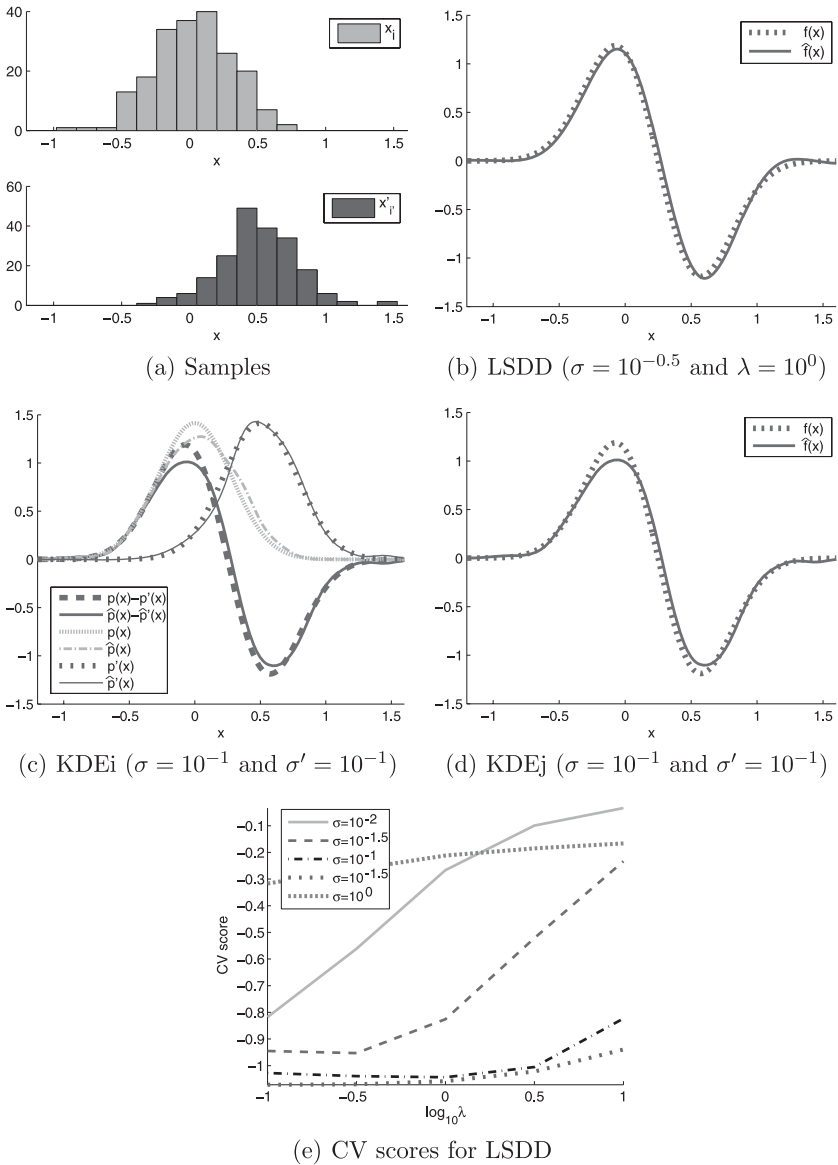 40
20
0
-1
-0.5
0
0.5
1
1.5
x
x_i
60
40
20
0
-1
-0.5
0
0.5
1
1.5
x
x'_{i'}
(a) Samples
1.5
1
0.5
0
-0.5
-1
-1.5
-1
-0.5
0
0.5
1
1.5
x
f(x)
f̂(x)
(b) LSDD (σ = 10^{−0.5} and λ = 10^0)
1.5
1
0.5
0
-0.5
-1
-1.5
-1
-0.5
0
0.5
1
1.5
x
p(x)−p'(x)
p̂(x)−p̂'(x)
p(x)
p̂(x)
p'(x)
p̂'(x)
(c) KDEi (σ = 10^{−1} and σ′ = 10^{−1})
1.5
1
0.5
0
-0.5
-1
-1.5
-1
-0.5
0
0.5
1
1.5
x
f(x)
f̂(x)
(d) KDEj (σ = 10^{−1} and σ′ = 10^{−1})
-0.1
-0.2
-0.3
-0.4
-0.5
-0.6
-0.7
-0.8
-0.9
-1
CV score
-1
-0.5
0
0.5
1
log_{10}λ
σ=10^{-2}
σ=10^{-1.5}
σ=10^{-1}
σ=10^{-1.5}
σ=10^0
(e) CV scores for LSDD